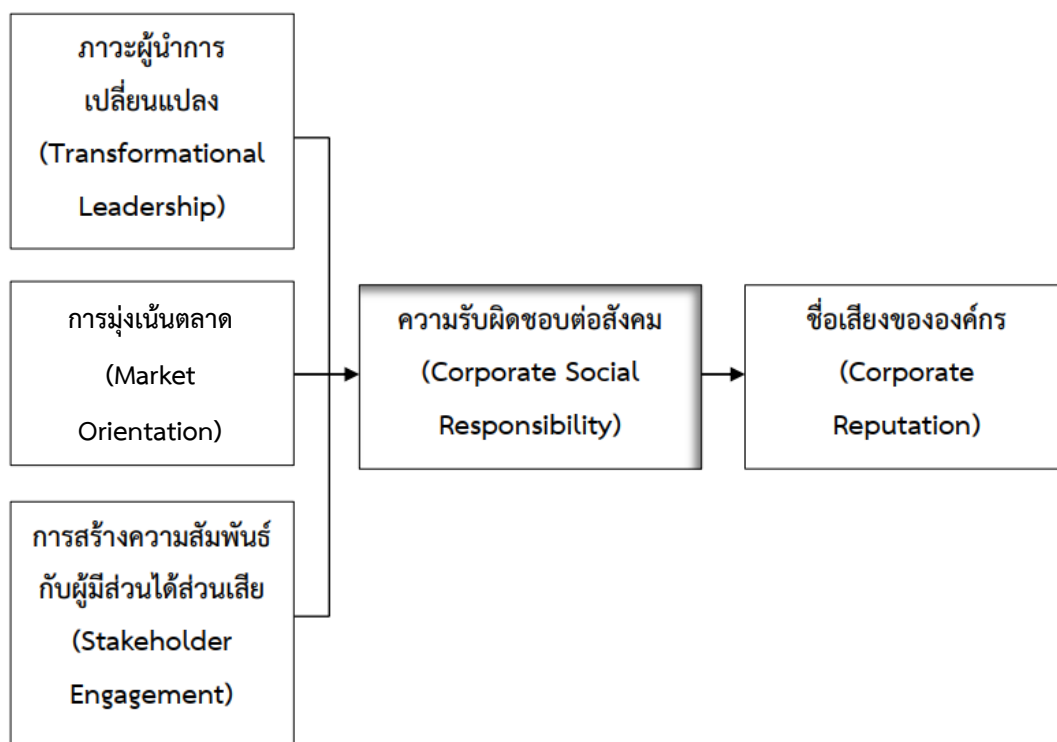 ภาวะผู้นำการ
เปลี่ยนแปลง
(Transformational
Leadership)
การมุ่งเน้นตลาด
(Market
Orientation)
การสร้างความสัมพันธ์
กับผู้มีส่วนได้ส่วนเสีย
(Stakeholder
Engagement)
ความรับผิดชอบต่อสังคม
(Corporate Social
Responsibility)
ชื่อเสียงขององค์กร
(Corporate
Reputation)